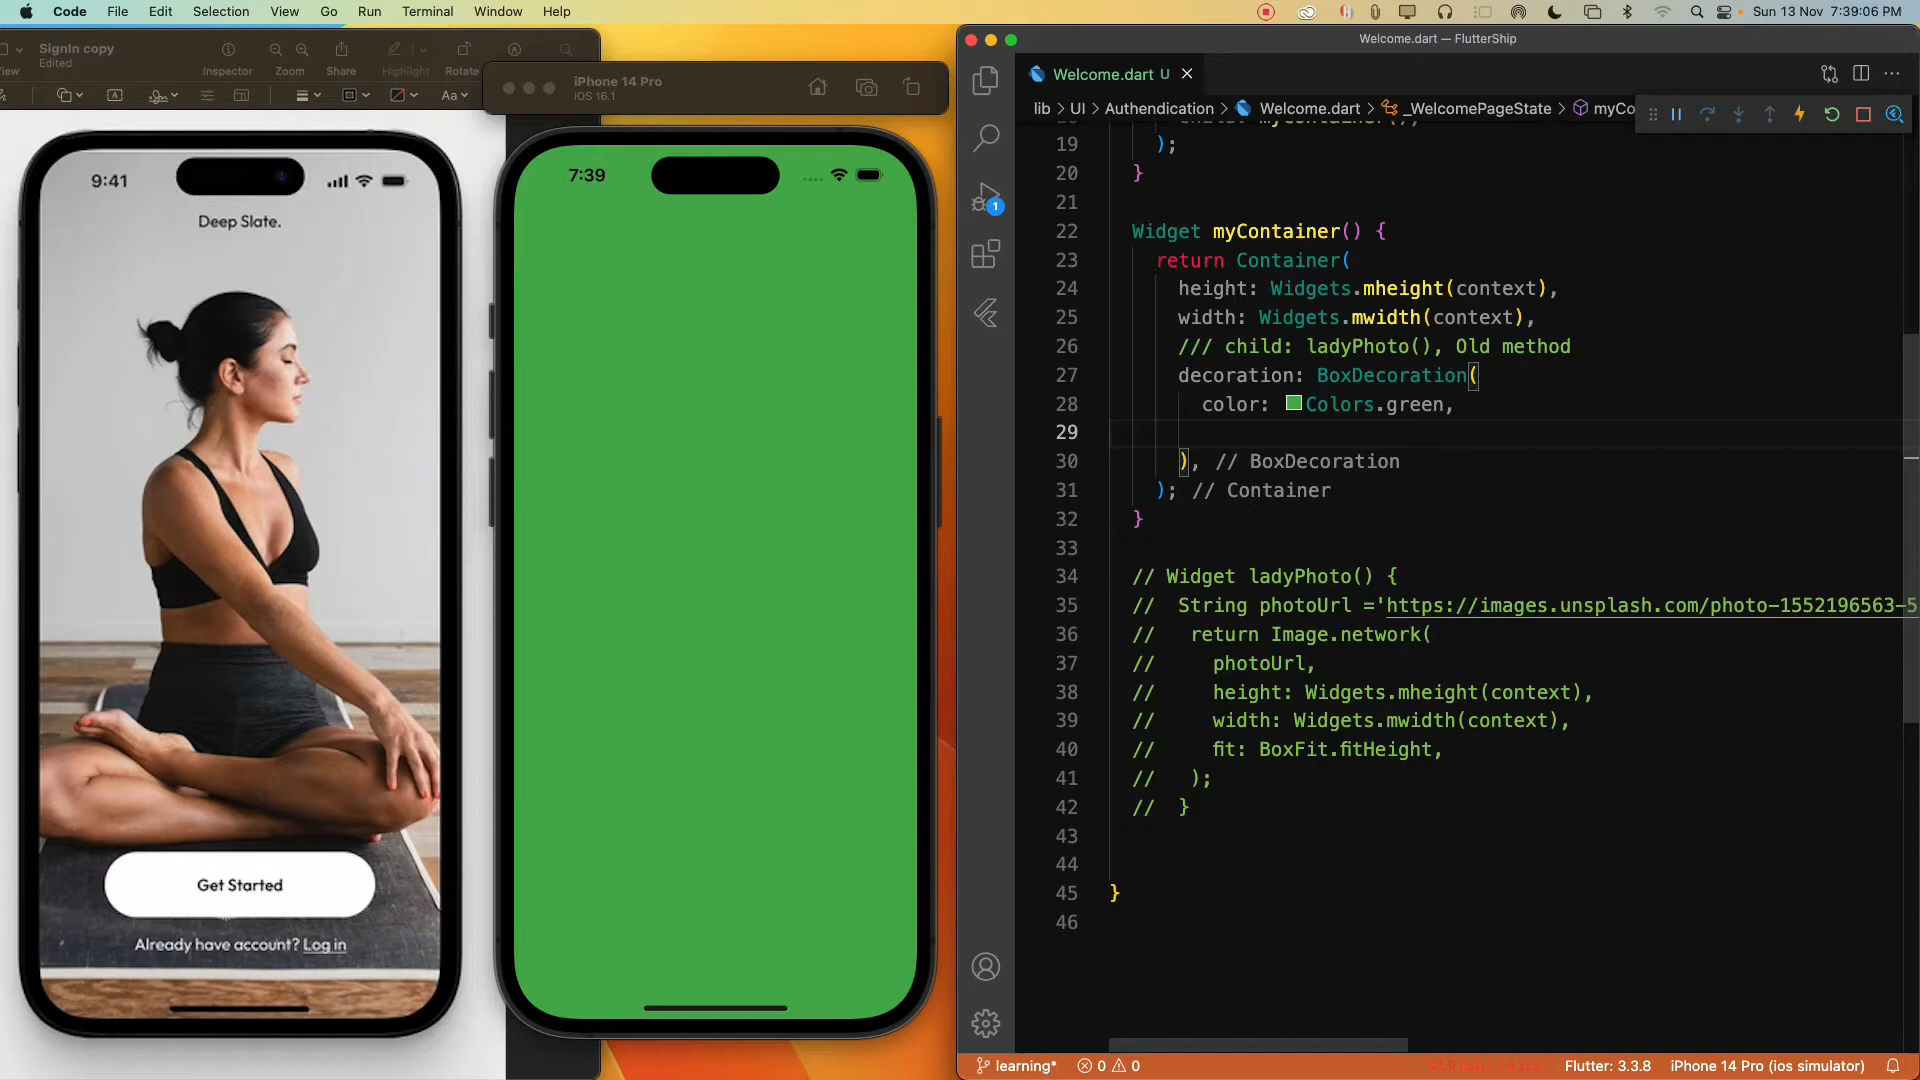 Code File Edit Selection View Go Run Terminal Window Help
Sun 13 Nov 7:39:06 PM
SignIn copy
Edited
Inspector Zoom Share Highlight Rotate
Aa
iPhone 14 Pro
iOS 16.1
9:41
Deep Slate.
Get Started
Already have account? Log in
7:39
Welcome.dart — FlutterShip
Welcome.dart U
lib > UI > Authendication > Welcome.dart > _WelcomePageState > myCo
1
19 );
20 }
21
22 Widget myContainer() {
23 return Container(
24 height: Widgets.mheight(context),
25 width: Widgets.mwidth(context),
26 /// child: ladyPhoto(), Old method
27 decoration: BoxDecoration(
28 color: Colors.green,
29
30 ), // BoxDecoration
31 ); // Container
32 }
33
34 // Widget ladyPhoto() {
35 // String photoUrl ='https://images.unsplash.com/photo-1552196563-5
36 // return Image.network(
37 // photoUrl,
38 // height: Widgets.mheight(context),
39 // width: Widgets.mwidth(context),
40 // fit: BoxFit.fitHeight,
41 // );
42 // }
43
44
45 }
46
learning* 0 0
Flutter: 3.3.8 iPhone 14 Pro (ios simulator)